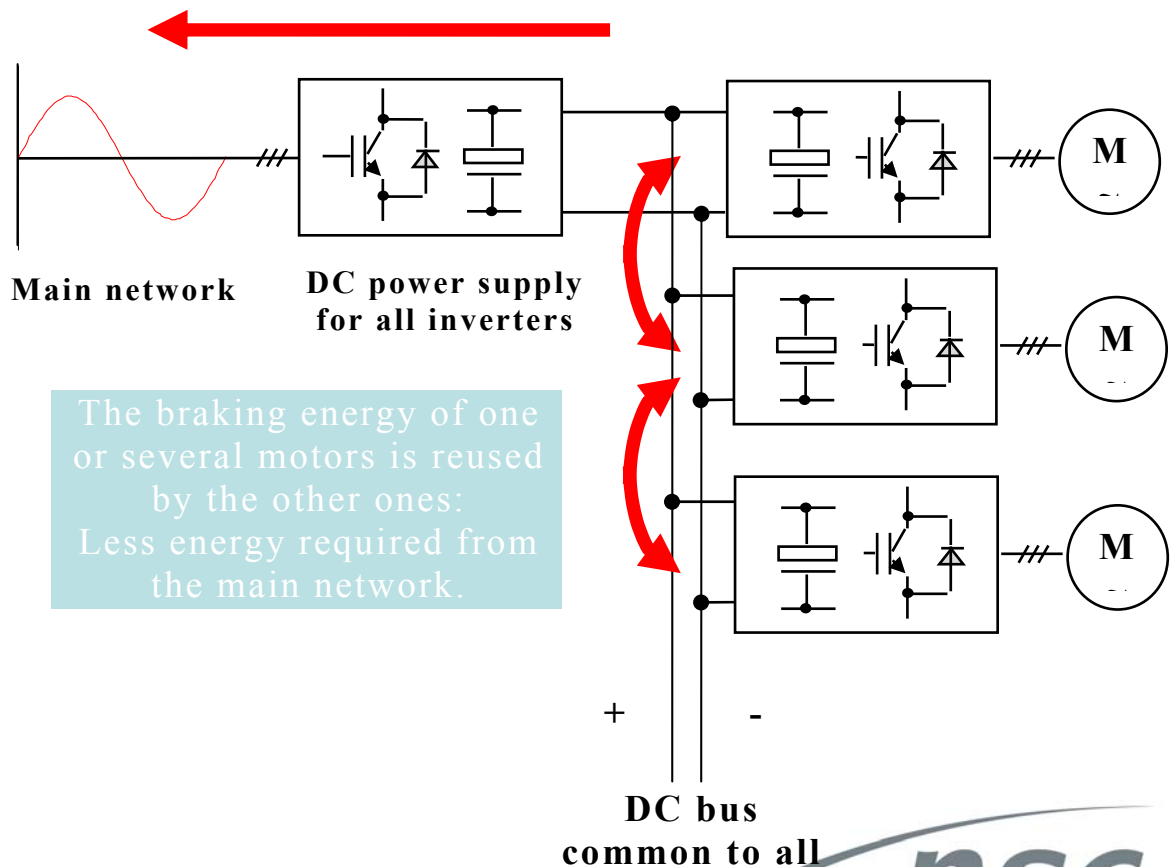 Main network
DC power supply
for all inverters
M
~
M
~
M
~
The braking energy of one
or several motors is reused
by the other ones:
Less energy required from
the main network.
+ -
DC bus
common to all
nsc